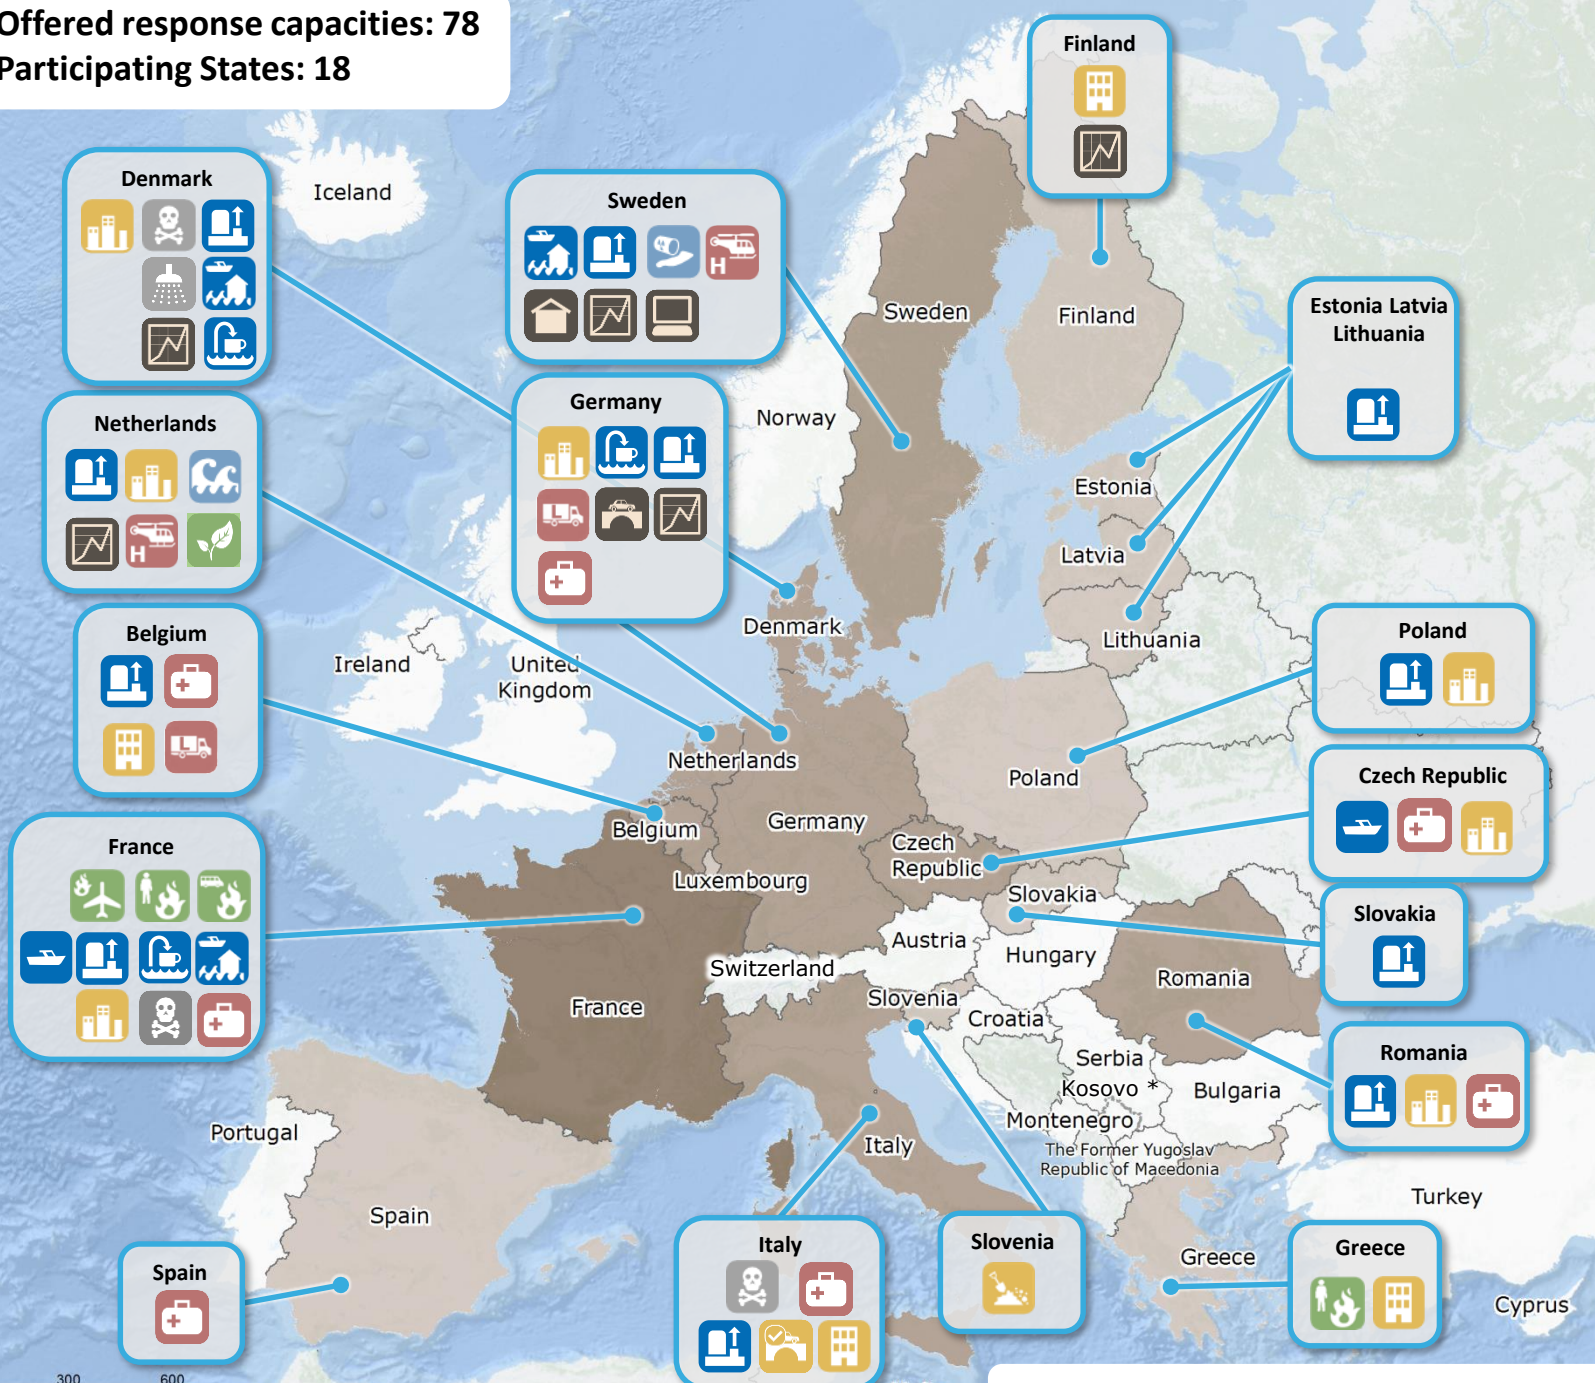 Offered response capacities: 78
Participating States: 18
Finland
Denmark
Iceland
Sweden
H
Estonia Latvia
Lithuania
Sweden
Finland
Netherlands
H
Germany
L
Norway
Estonia
Latvia
Lithuania
Belgium
L
Ireland
United
Kingdom
Denmark
Poland
Netherlands
Poland
Czech Republic
Belgium
Germany
Czech
Republic
France
Luxembourg
Slovakia
Slovakia
Austria
Hungary
Switzerland
Romania
France
Slovenia
Croatia
Romania
Serbia
Kosovo *
Bulgaria
Montenegro
Portugal
Italy
The Former Yugoslav
Republic of Macedonia
Turkey
Spain
Italy
Slovenia
Greece
Greece
Spain
Cyprus
300 600